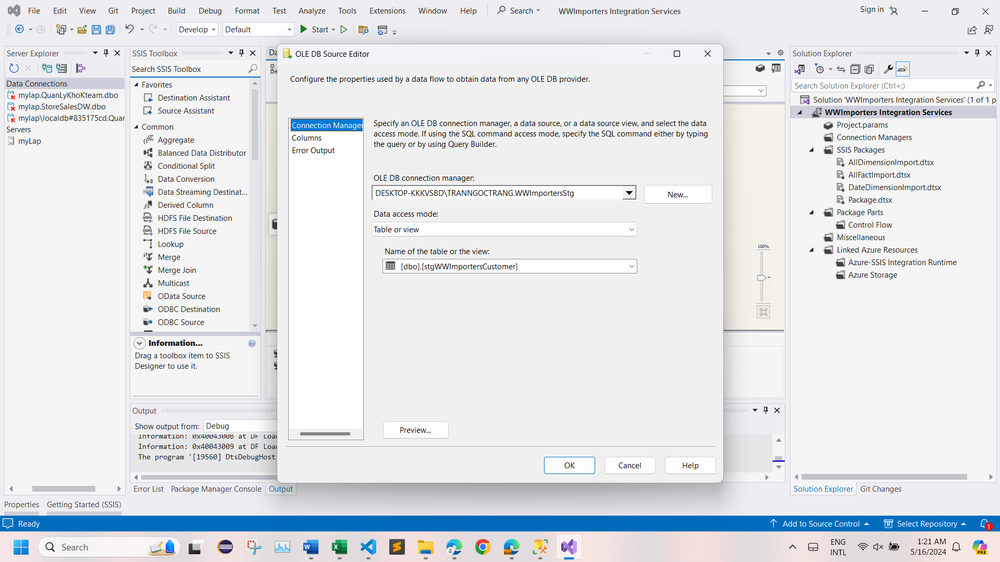 File Edit View Git Project Build Debug Format Test Analyze Tools Extensions Window Help Search WWImporters Integration Services Sign in
Develop Default Start
Server Explorer
Data Connections
mylap.QuanLyKhoKteam.dbo
mylap.StoreSalesDW.dbo
mylap\localdb#835175cd.Quar
Servers
myLap
SSIS Toolbox
Search SSIS Toolbox
Favorites
Destination Assistant
Source Assistant
Common
Aggregate
Balanced Data Distributor
Conditional Split
Data Conversion
Data Streaming Destinat...
Derived Column
HDFS File Destination
HDFS File Source
Lookup
Merge
Merge Join
Multicast
OData Source
ODBC Destination
ODBC Source
Information...
Drag a toolbox item to SSIS
Designer to use it.
OLE DB Source Editor
Configure the properties used by a data flow to obtain data from any OLE DB provider.
Connection Manager
Columns
Error Output
Specify an OLE DB connection manager, a data source, or a data source view, and select the data
access mode. If using the SQL command access mode, specify the SQL command either by typing
the query or by using Query Builder.
OLE DB connection manager:
DESKTOP-KKKVSBD\TRANNGOCTRANG.WWImportersStg
New...
Data access mode:
Table or view
Name of the table or the view:
[dbo].[stgWWImportersCustomer]
Preview...
OK Cancel Help
100%
Solution Explorer
Search Solution Explorer (Ctrl+;)
Solution 'WWImporters Integration Services' (1 of 1 p
WWImporters Integration Services
Project.params
Connection Managers
SSIS Packages
AllDimensionImport.dtsx
AllFactImport.dtsx
DateDimensionImport.dtsx
Package.dtsx
Package Parts
Control Flow
Miscellaneous
Linked Azure Resources
Azure-SSIS Integration Runtime
Azure Storage
Solution Explorer Git Changes
Output
Show output from: Debug
Information: 0x4004300B at DF Load
Information: 0x40043009 at DF Load
The program '[19560] DtsDebugHost
Error List Package Manager Console Output
Properties Getting Started (SSIS)
Ready
Add to Source Control Select Repository 1
Search
ENG
INTL
1:21 AM
5/16/2024
PRE